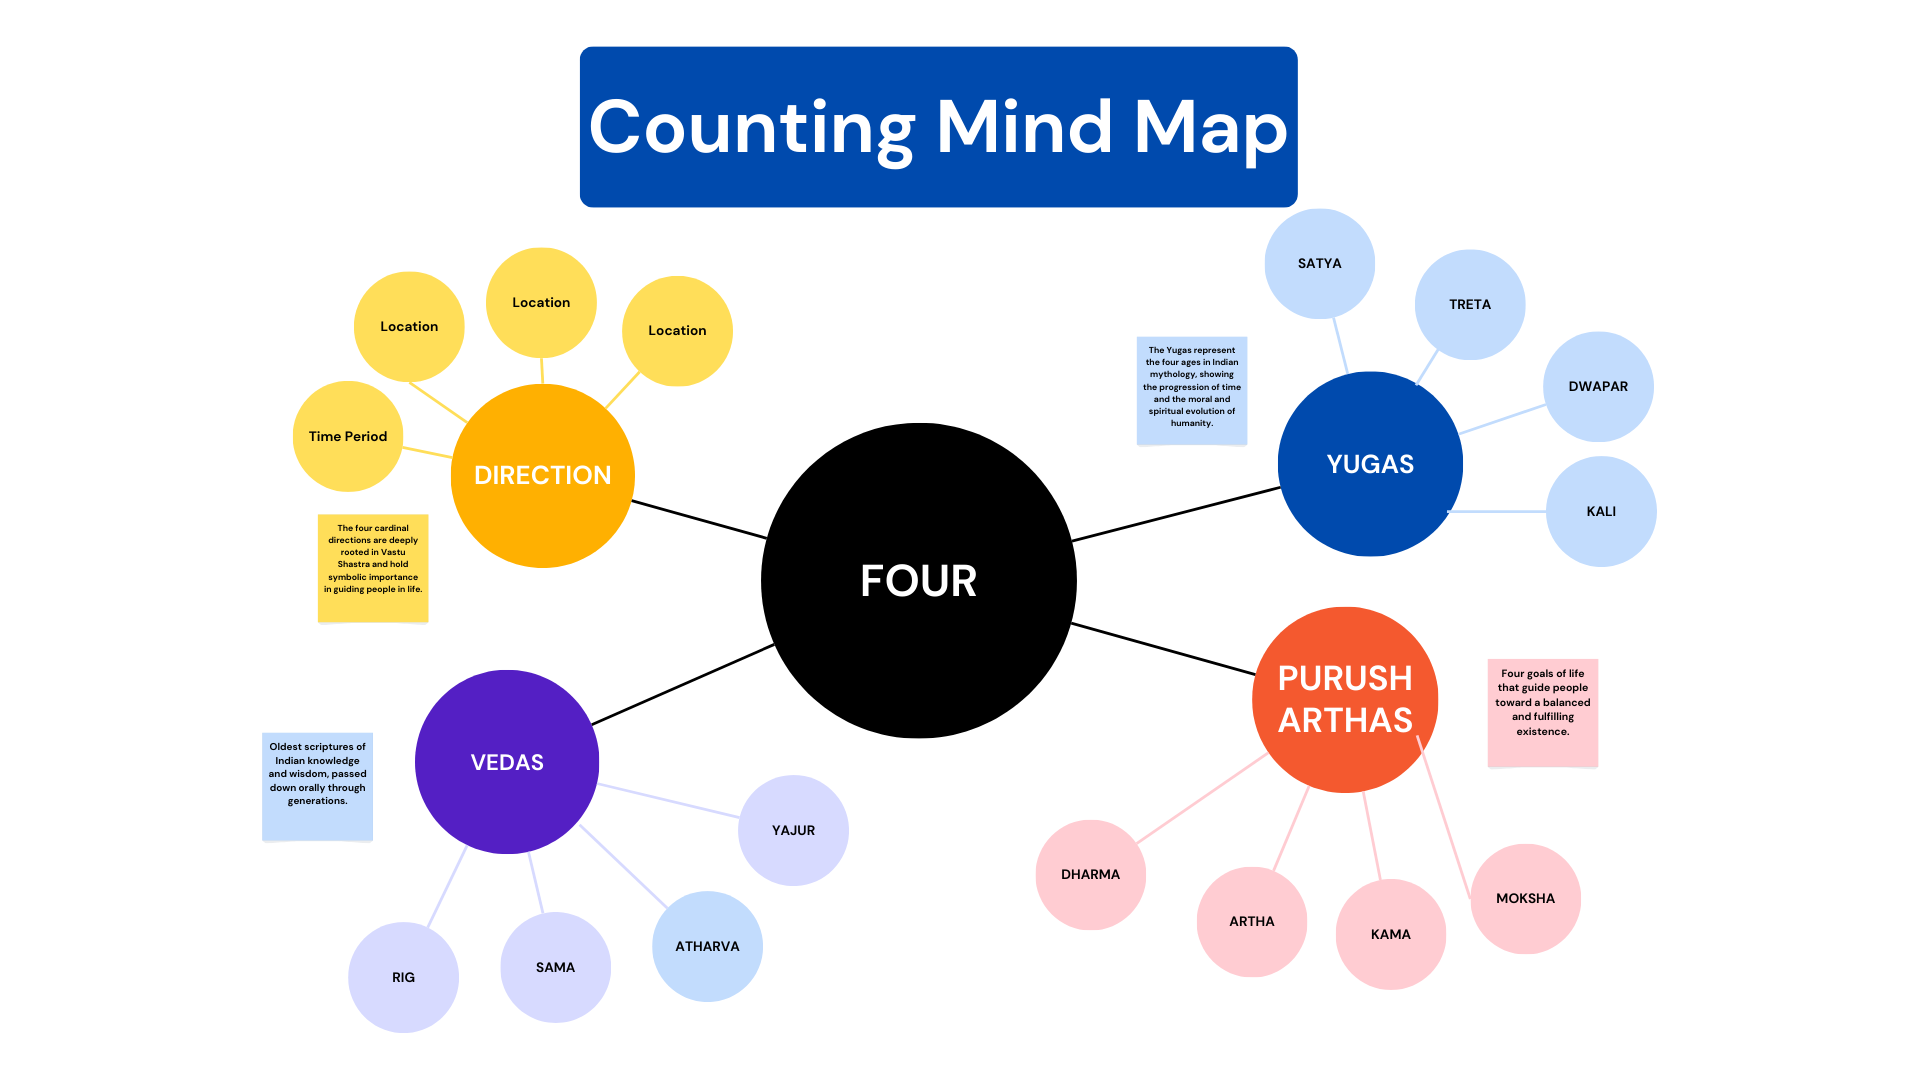 Counting Mind Map
Location
Location
Location
Time Period
DIRECTION
The four cardinal
directions are deeply
rooted in Vastu
Shastra and hold
symbolic importance
in guiding people in life.
SATYA
TRETA
DWAPAR
KALI
YUGAS
The Yugas represent
the four ages in Indian
mythology, showing
the progression of time
and the moral and
spiritual evolution of
humanity.
FOUR
VEDAS
Oldest scriptures of
Indian knowledge
and wisdom, passed
down orally through
generations.
YAJUR
ATHARVA
SAMA
RIG
PURUSH
ARTHAS
Four goals of life
that guide people
toward a balanced
and fulfilling
existence.
DHARMA
ARTHA
KAMA
MOKSHA